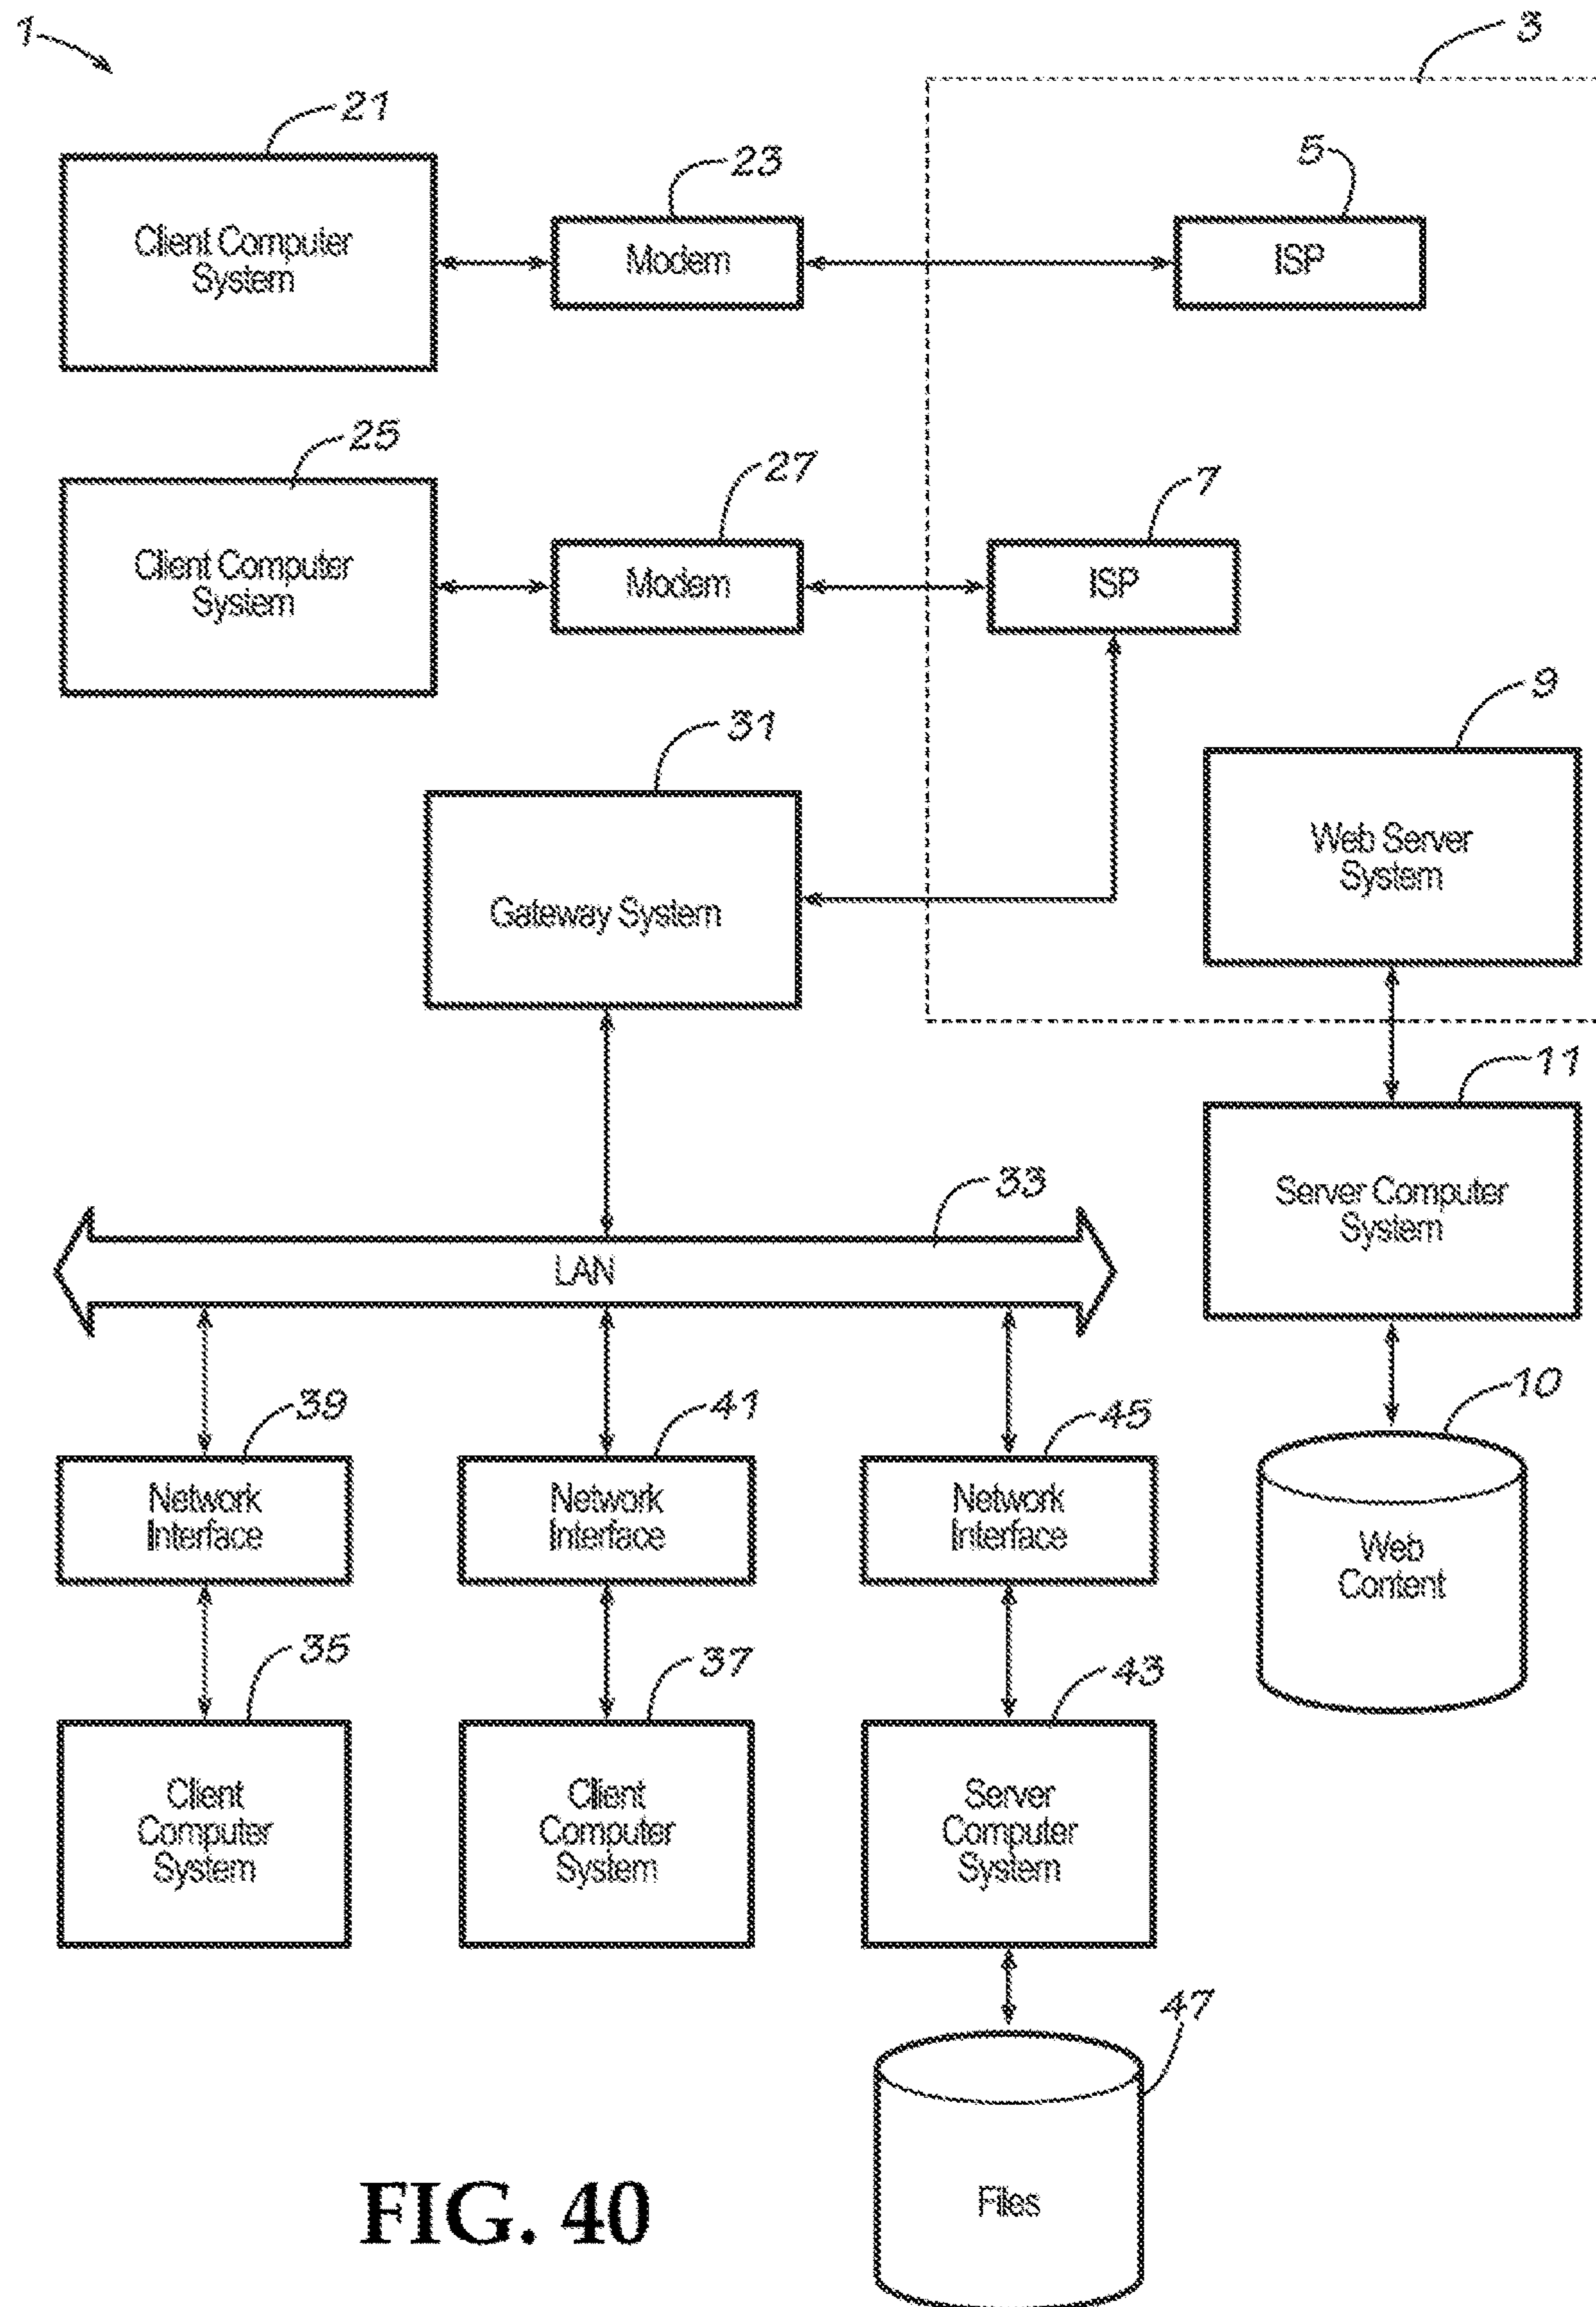 1
3
21
23
5
Client Computer
System
Modem
ISP
25
27
7
Client Computer
System
Modem
ISP
31
9
Gateway System
Web Server
System
11
33
Server Computer
System
LAN
39
41
45
10
Network
Interface
Network
Interface
Network
Interface
Web
Content
35
37
43
Client
Computer
System
Client
Computer
System
Server
Computer
System
47
Files
FIG. 40